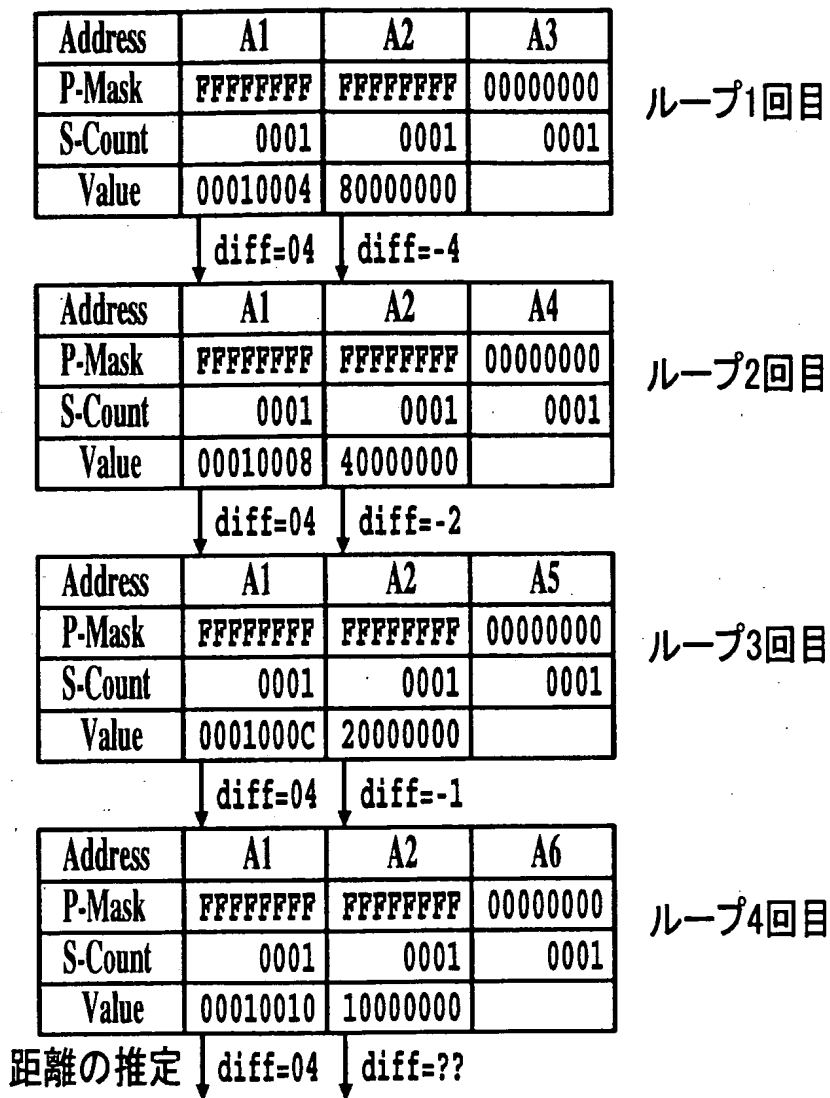 Address A1 A2 A3
P-Mask FFFFFFFF FFFFFFFF 00000000
S-Count 0001 0001 0001
Value 00010004 80000000
ループ1回目
diff=04 diff=-4
Address A1 A2 A4
P-Mask FFFFFFFF FFFFFFFF 00000000
S-Count 0001 0001 0001
Value 00010008 40000000
ループ2回目
diff=04 diff=-2
Address A1 A2 A5
P-Mask FFFFFFFF FFFFFFFF 00000000
S-Count 0001 0001 0001
Value 0001000C 20000000
ループ3回目
diff=04 diff=-1
Address A1 A2 A6
P-Mask FFFFFFFF FFFFFFFF 00000000
S-Count 0001 0001 0001
Value 00010010 10000000
ループ4回目
距離の推定 diff=04 diff=??